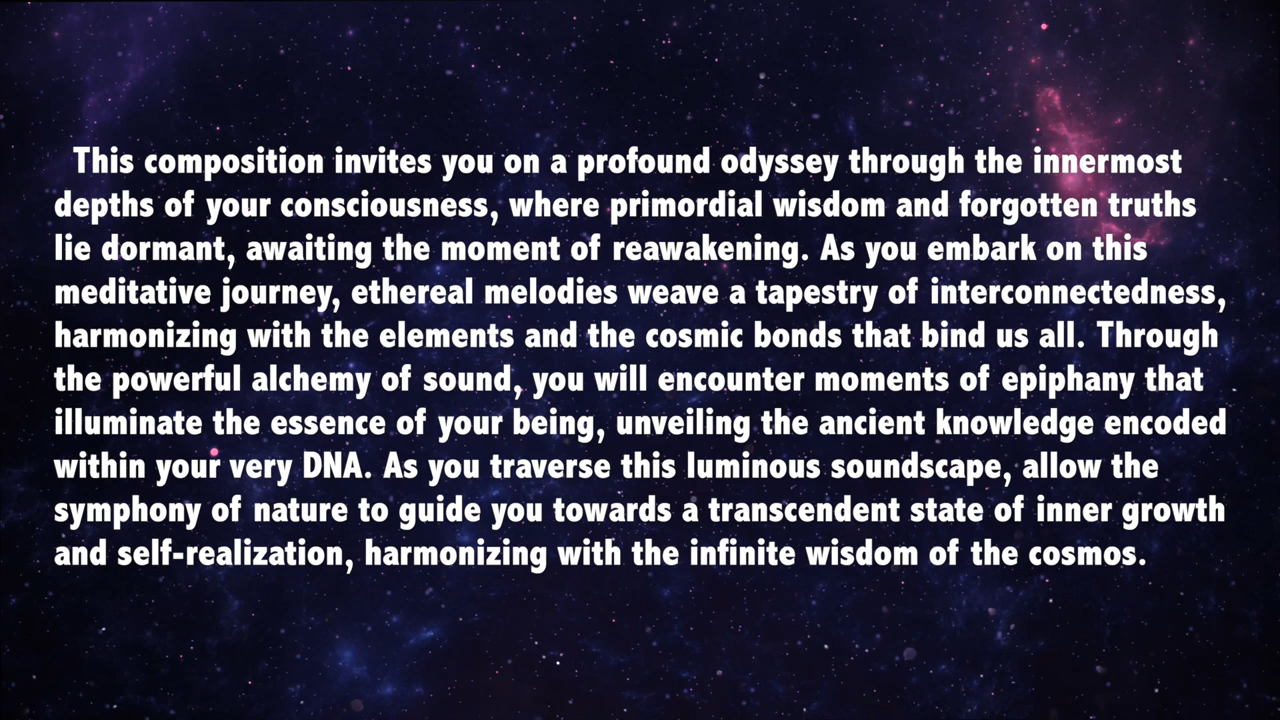 This composition invites you on a profound odyssey through the innermost
depths of your consciousness, where primordial wisdom and forgotten truths
lie dormant, awaiting the moment of reawakening. As you embark on this
meditative journey, ethereal melodies weave a tapestry of interconnectedness,
harmonizing with the elements and the cosmic bonds that bind us all. Through
the powerful alchemy of sound, you will encounter moments of epiphany that
illuminate the essence of your being, unveiling the ancient knowledge encoded
within your very DNA. As you traverse this luminous soundscape, allow the
symphony of nature to guide you towards a transcendent state of inner growth
and self-realization, harmonizing with the infinite wisdom of the cosmos.